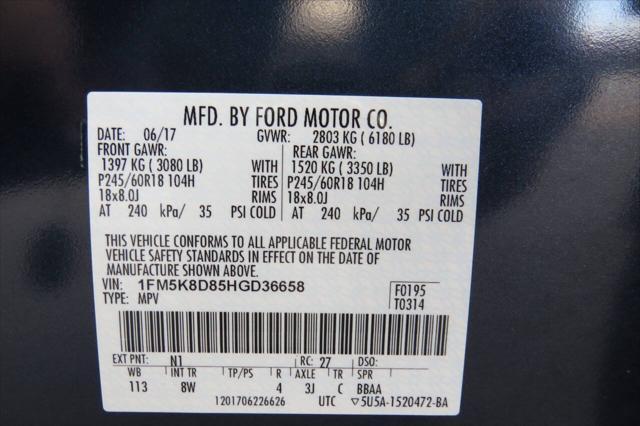 MFD. BY FORD MOTOR CO.
DATE: 06/17 GVWR: 2803 KG ( 6180 LB)
FRONT GAWR: REAR GAWR:
1397 KG ( 3080 LB) WITH 1520 KG ( 3350 LB) WITH
P245/60R18 104H TIRES P245/60R18 104H TIRES
18x8.0J RIMS 18x8.0J RIMS
AT 240 kPa/ 35 PSI COLD AT 240 kPa/ 35 PSI COLD
THIS VEHICLE CONFORMS TO ALL APPLICABLE FEDERAL MOTOR
VEHICLE SAFETY STANDARDS IN EFFECT ON THE DATE OF
MANUFACTURE SHOWN ABOVE.
VIN: 1FM5K8D85HGD36658 F0195
TYPE: MPV T0314
EXT PNT: N1 RC: 27 DSO:
WB INT TR TP/PS R AXLE TR SPR
113 8W 4 3J C BBAA
1201706226626 UTC ▽5U5A-1520472-BA